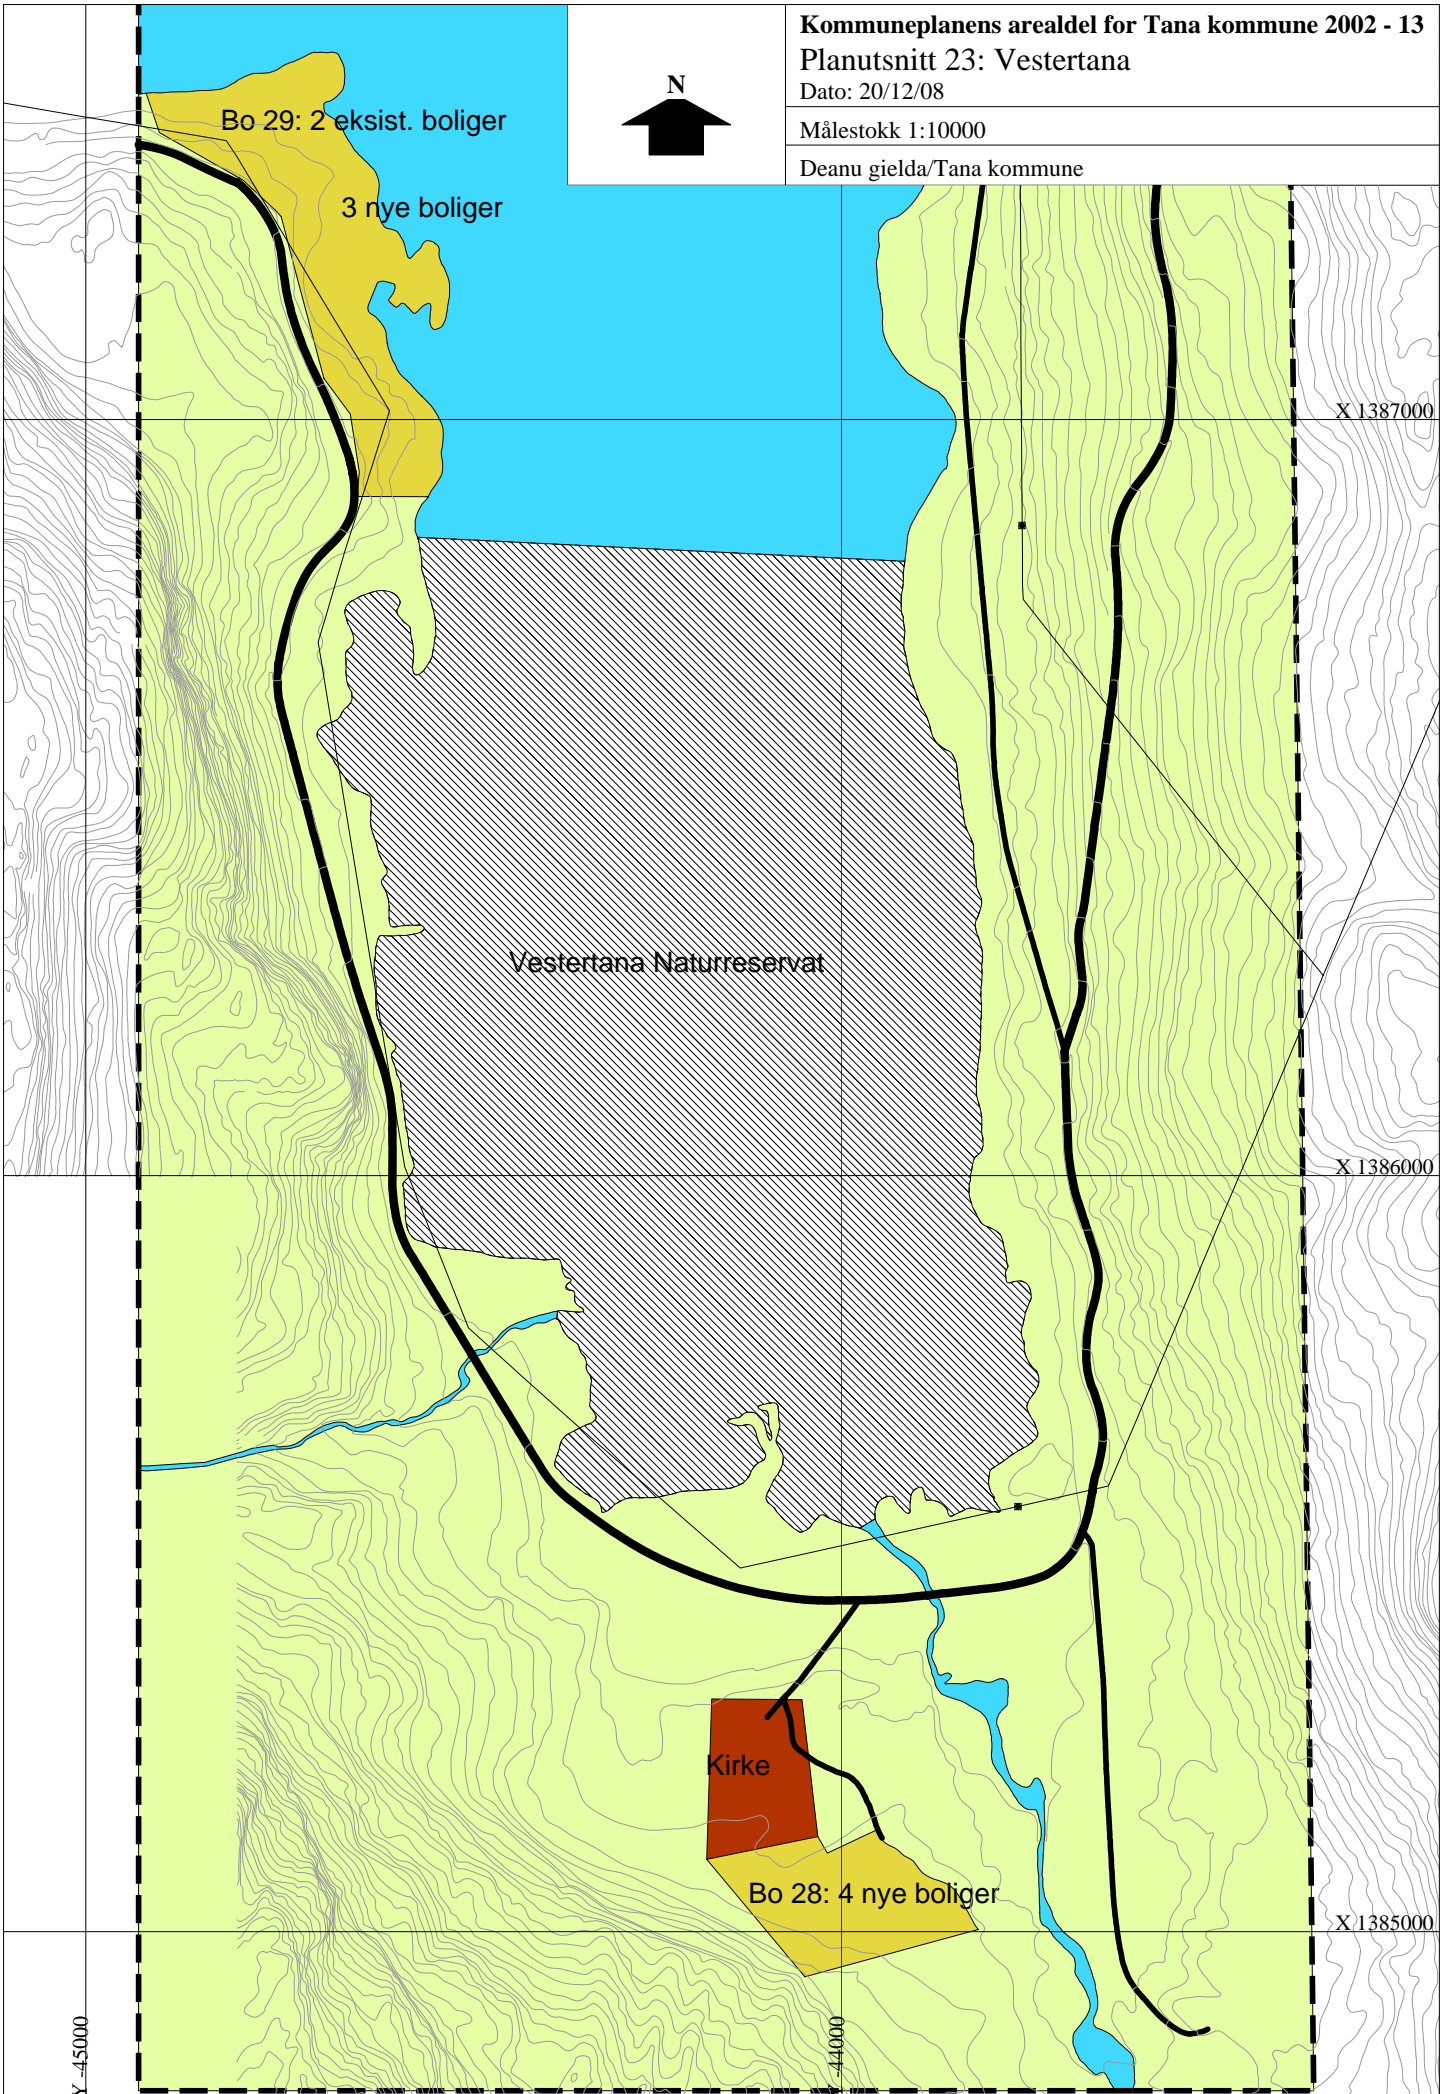 Kommuneplanens arealdel for Tana kommune 2002 - 13
Planutsnitt 23: Vestertana
Dato: 20/12/08
Målestokk 1:10000
Deanu gielda/Tana kommune
N
Bo 29: 2 eksist. boliger
3 nye boliger
X 1387000
Vestertana Naturreservat
X 1386000
Kirke
Bo 28: 4 nye boliger
X 1385000
Y -45000
Y -44000